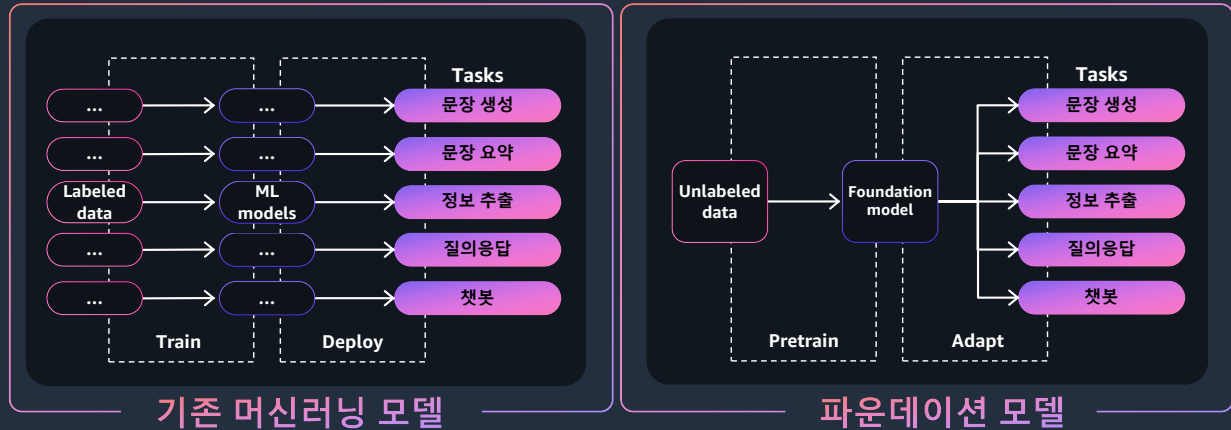 Tasks
...
...
문장 생성
...
...
문장 요약
Labeled
data
ML
models
정보 추출
...
...
질의응답
...
...
챗봇
Train
Deploy
기존 머신러닝 모델
Tasks
문장 생성
문장 요약
Unlabeled
data
Foundation
model
정보 추출
질의응답
챗봇
Pretrain
Adapt
파운데이션 모델